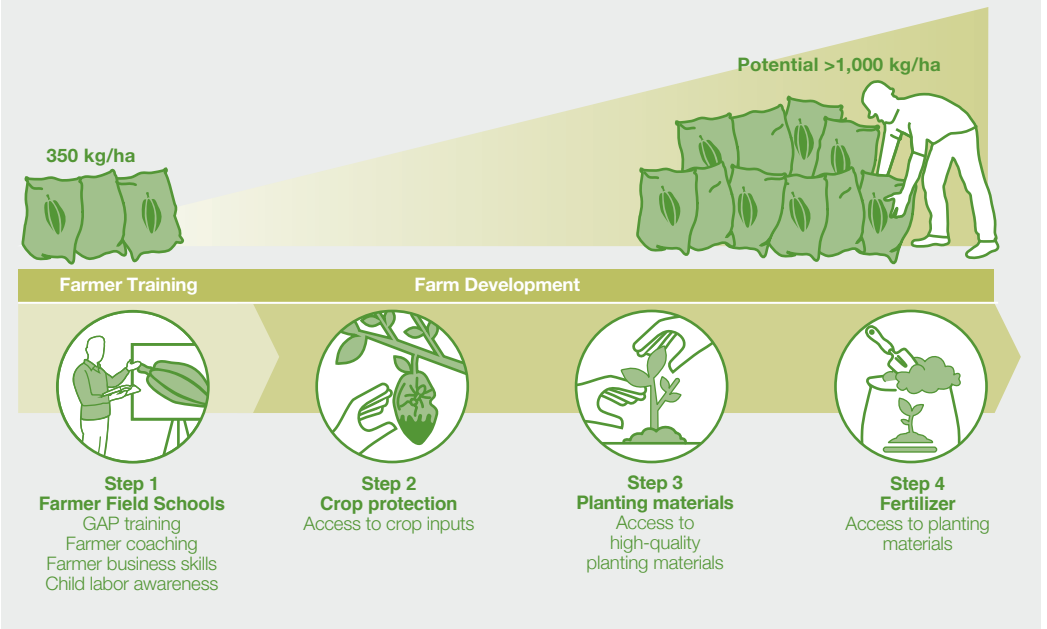 Potential >1,000 kg/ha
350 kg/ha
Farmer Training
Farm Development
Step 1
Farmer Field Schools
GAP training
Farmer coaching
Farmer business skills
Child labor awareness
Step 2
Crop protection
Access to crop inputs
Step 3
Planting materials
Access to
high-quality
planting materials
Step 4
Fertilizer
Access to planting
materials